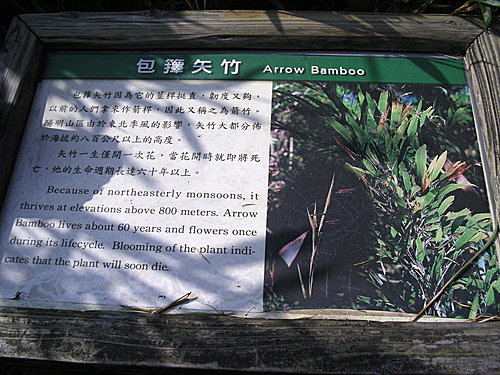 包籜矢竹 Arrow Bamboo
包籜矢竹因為它的莖桿挺直，韌度又夠，
以前的人們拿來作箭桿，因此又稱之為箭竹。
陽明山區由於東北季風的影響，矢竹大都分佈
於海拔約八百公尺以上的高度。
矢竹一生僅開一次花，當花開時就即將死
亡，他的生命週期長達六十年以上。
Because of northeasterly monsoons, it
thrives at elevations above 800 meters. Arrow
Bamboo lives about 60 years and flowers once
during its lifecycle. Blooming of the plant indi-
cates that the plant will soon die.